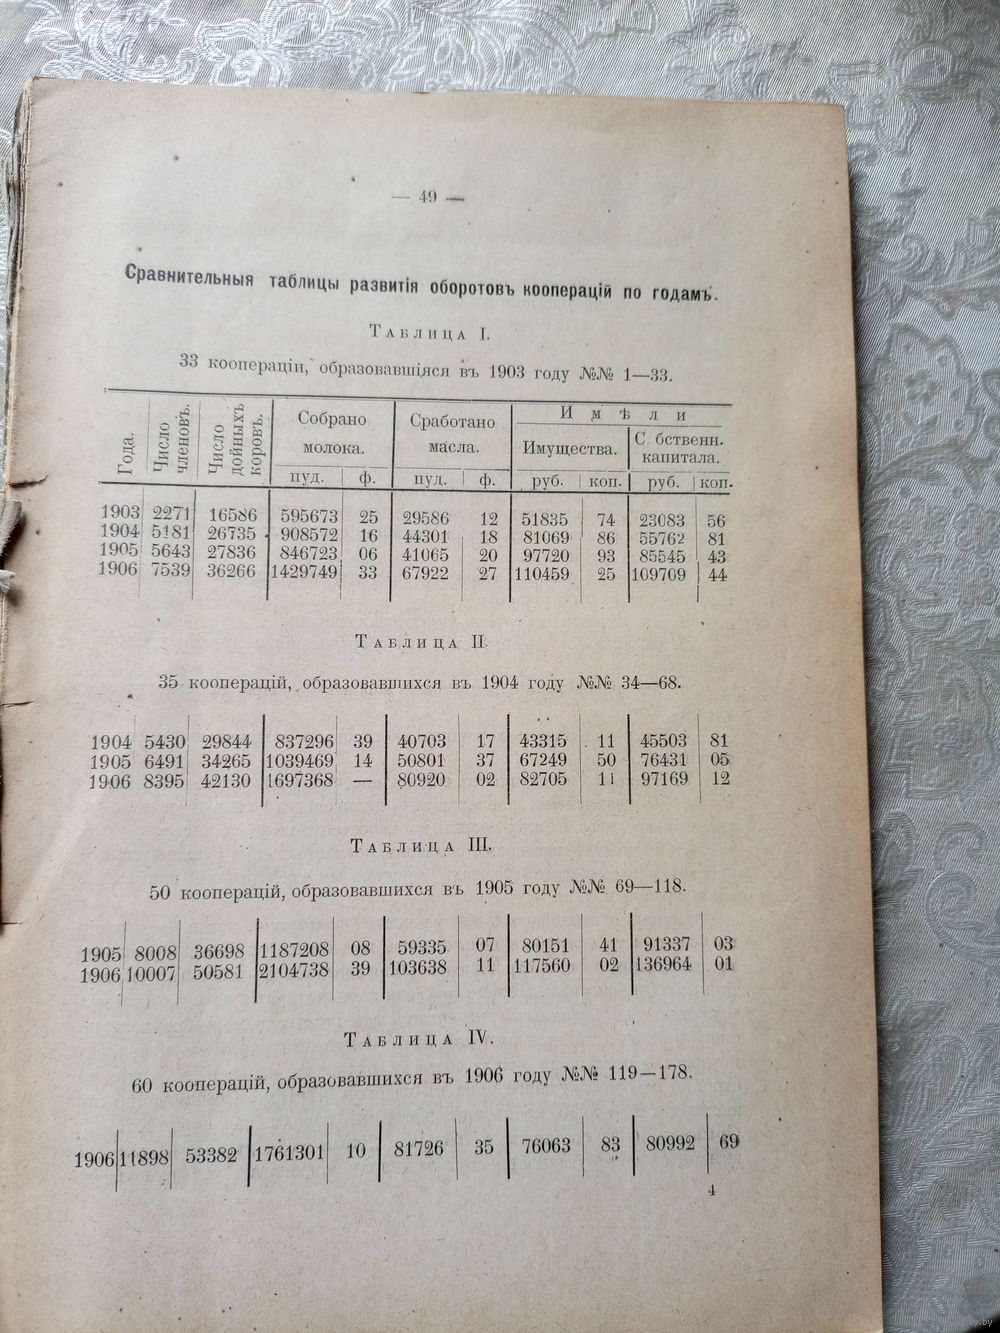 — 49 —
Сравнительныя таблицы развитія оборотовъ кооперацій по годамъ.
Таблица I.
33 коопераціи, образовавшіяся въ 1903 году №№ 1—33.
Года. Число членовъ. Число дойныхъ коровъ. Собрано молока. Сработано масла. Имѣли
Имущества. С бственн. капитала.
пуд. ф. пуд. ф. руб. коп. руб. коп.
1903 2271 16586 595673 25 29586 12 51835 74 23083 56
1904 5181 26735 908572 16 44301 18 81069 86 55762 81
1905 5643 27836 846723 06 41065 20 97720 93 85545 43
1906 7539 36266 1429749 33 67922 27 110459 25 109709 44
Таблица II.
35 кооперацій, образовавшихся въ 1904 году №№ 34—68.
1904 5430 29844 837296 39 40703 17 43315 11 45503 81
1905 6491 34265 1039469 14 50801 37 67249 50 76431 05
1906 8395 42130 1697368 — 80920 02 82705 11 97169 12
Таблица III.
50 кооперацій, образовавшихся въ 1905 году №№ 69—118.
1905 8008 36698 1187208 08 59335 07 80151 41 91337 03
1906 10007 50581 2104738 39 103638 11 117560 02 136964 01
Таблица IV.
60 кооперацій, образовавшихся въ 1906 году №№ 119—178.
1906 11898 53382 1761301 10 81726 35 76063 83 80992 69
4